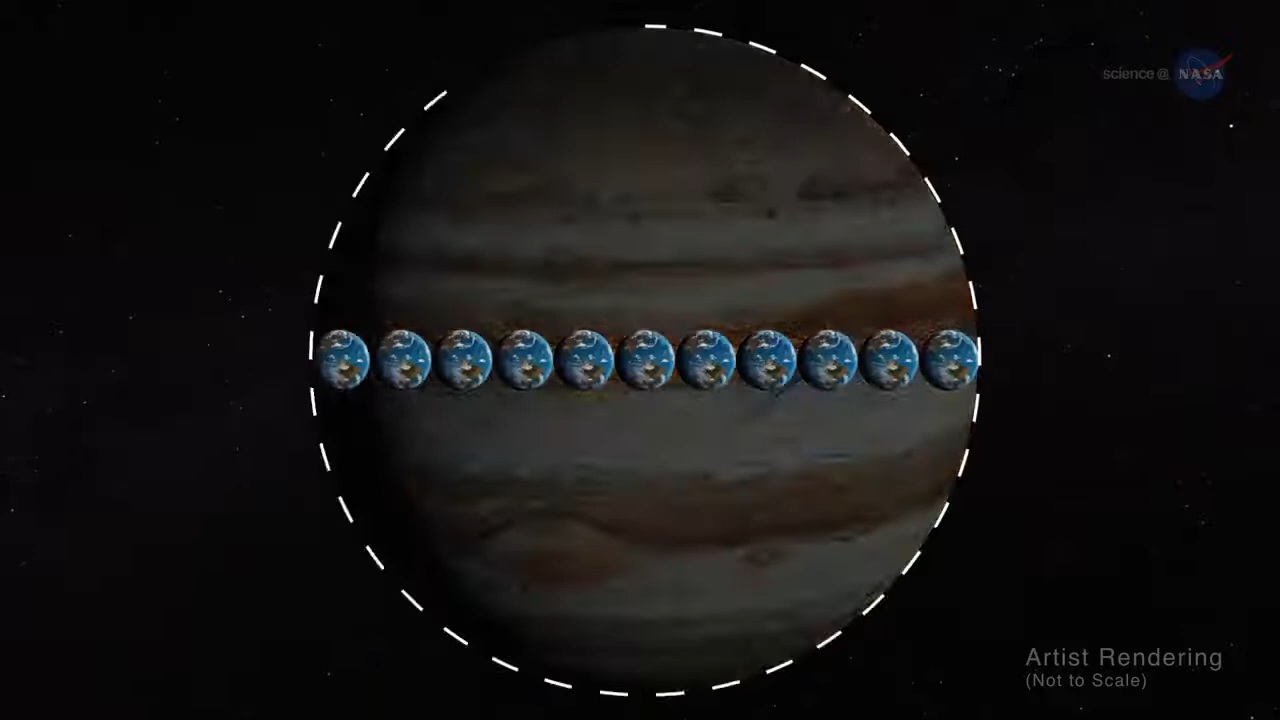 science@ NASA
Artist Rendering
(Not to Scale)